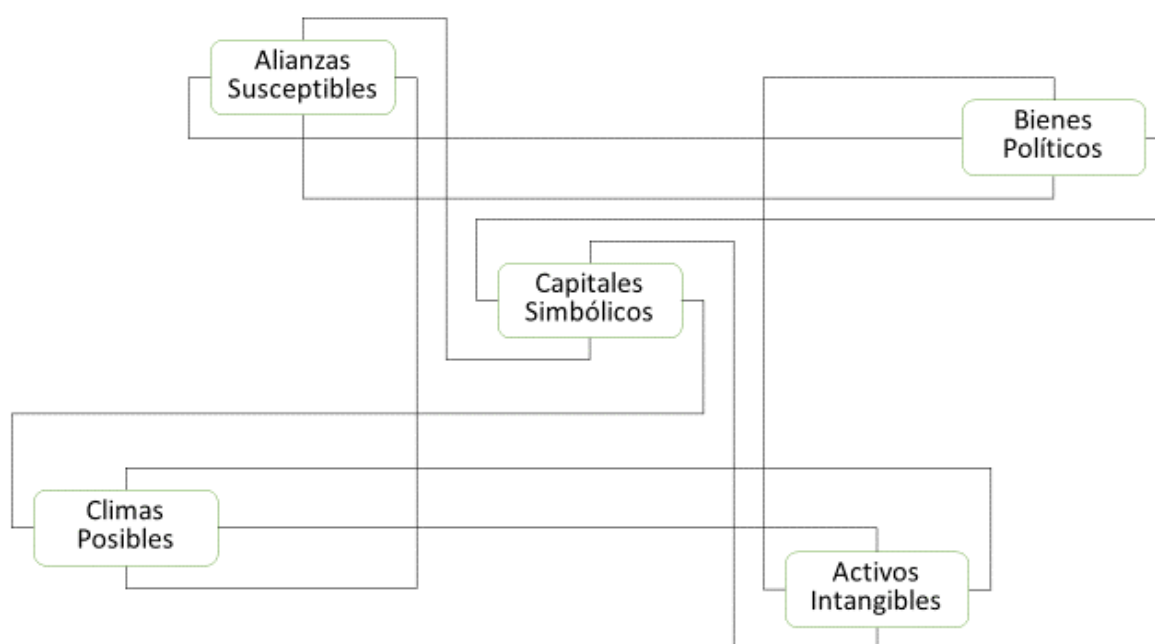 Alianzas
Susceptibles
Bienes
Políticos
Capitales
Simbólicos
Climas
Posibles
Activos
Intangibles